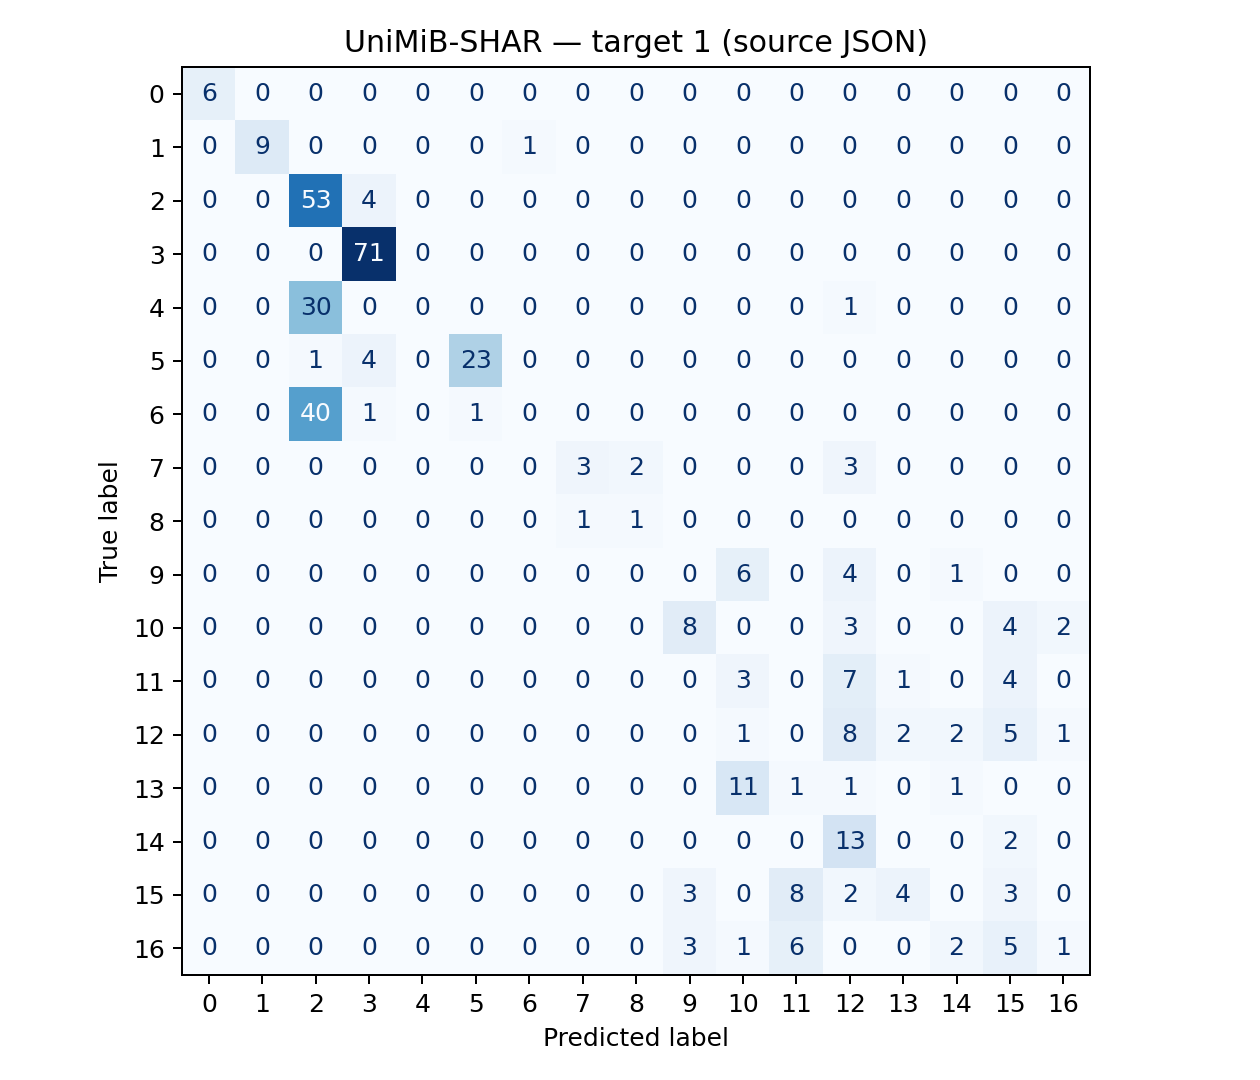 UniMiB-SHAR — target 1 (source JSON)
0 6 0 0 0 0 0 0 0 0 0 0 0 0 0 0 0 0
1 0 9 0 0 0 0 1 0 0 0 0 0 0 0 0 0 0
2 0 0 53 4 0 0 0 0 0 0 0 0 0 0 0 0 0
3 0 0 0 71 0 0 0 0 0 0 0 0 0 0 0 0 0
4 0 0 30 0 0 0 0 0 0 0 0 0 1 0 0 0 0
5 0 0 1 4 0 23 0 0 0 0 0 0 0 0 0 0 0
6 0 0 40 1 0 1 0 0 0 0 0 0 0 0 0 0 0
7 0 0 0 0 0 0 0 3 2 0 0 0 3 0 0 0 0
8 0 0 0 0 0 0 0 1 1 0 0 0 0 0 0 0 0
9 0 0 0 0 0 0 0 0 0 0 6 0 4 0 1 0 0
10 0 0 0 0 0 0 0 0 0 8 0 0 3 0 0 4 2
11 0 0 0 0 0 0 0 0 0 0 3 0 7 1 0 4 0
12 0 0 0 0 0 0 0 0 0 0 1 0 8 2 2 5 1
13 0 0 0 0 0 0 0 0 0 0 11 1 1 0 1 0 0
14 0 0 0 0 0 0 0 0 0 0 0 0 13 0 0 2 0
15 0 0 0 0 0 0 0 0 0 3 0 8 2 4 0 3 0
16 0 0 0 0 0 0 0 0 0 3 1 6 0 0 2 5 1
0 1 2 3 4 5 6 7 8 9 10 11 12 13 14 15 16
Predicted label
True label